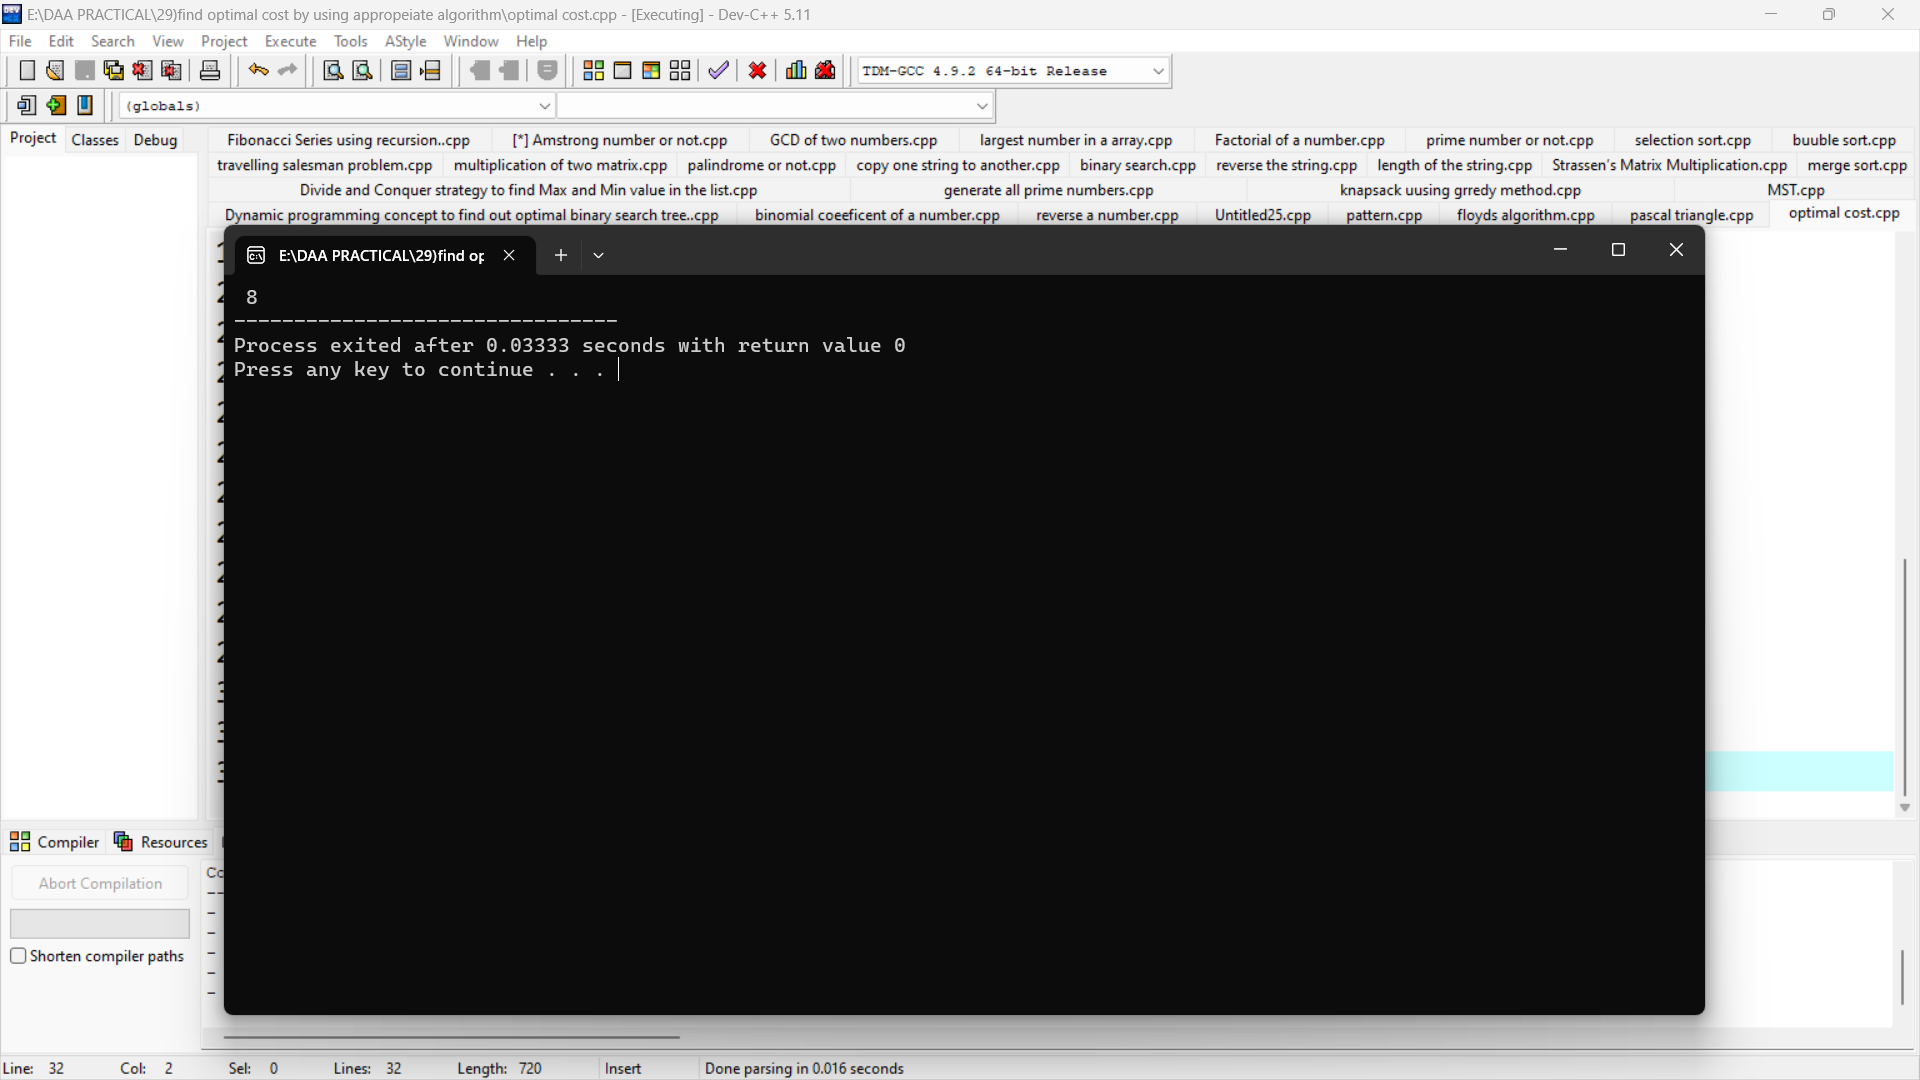 E:\DAA PRACTICAL\29)find optimal cost by using appropeiate algorithm\optimal cost.cpp - [Executing] - Dev-C++ 5.11
File Edit Search View Project Execute Tools AStyle Window Help
TDM-GCC 4.9.2 64-bit Release
(globals)
Project Classes Debug
Fibonacci Series using recursion..cpp [*] Amstrong number or not.cpp GCD of two numbers.cpp largest number in a array.cpp Factorial of a number.cpp prime number or not.cpp selection sort.cpp buuble sort.cpp
travelling salesman problem.cpp multiplication of two matrix.cpp palindrome or not.cpp copy one string to another.cpp binary search.cpp reverse the string.cpp length of the string.cpp Strassen's Matrix Multiplication.cpp merge sort.cpp
Divide and Conquer strategy to find Max and Min value in the list.cpp generate all prime numbers.cpp knapsack uusing grredy method.cpp MST.cpp
Dynamic programming concept to find out optimal binary search tree..cpp binomial coeeficent of a number.cpp reverse a number.cpp Untitled25.cpp pattern.cpp floyds algorithm.cpp pascal triangle.cpp optimal cost.cpp
E:\DAA PRACTICAL\29)find op
8
--------------------------------
Process exited after 0.03333 seconds with return value 0
Press any key to continue . . .
Compiler Resources
Abort Compilation
Shorten compiler paths
Line: 32 Col: 2 Sel: 0 Lines: 32 Length: 720 Insert Done parsing in 0.016 seconds